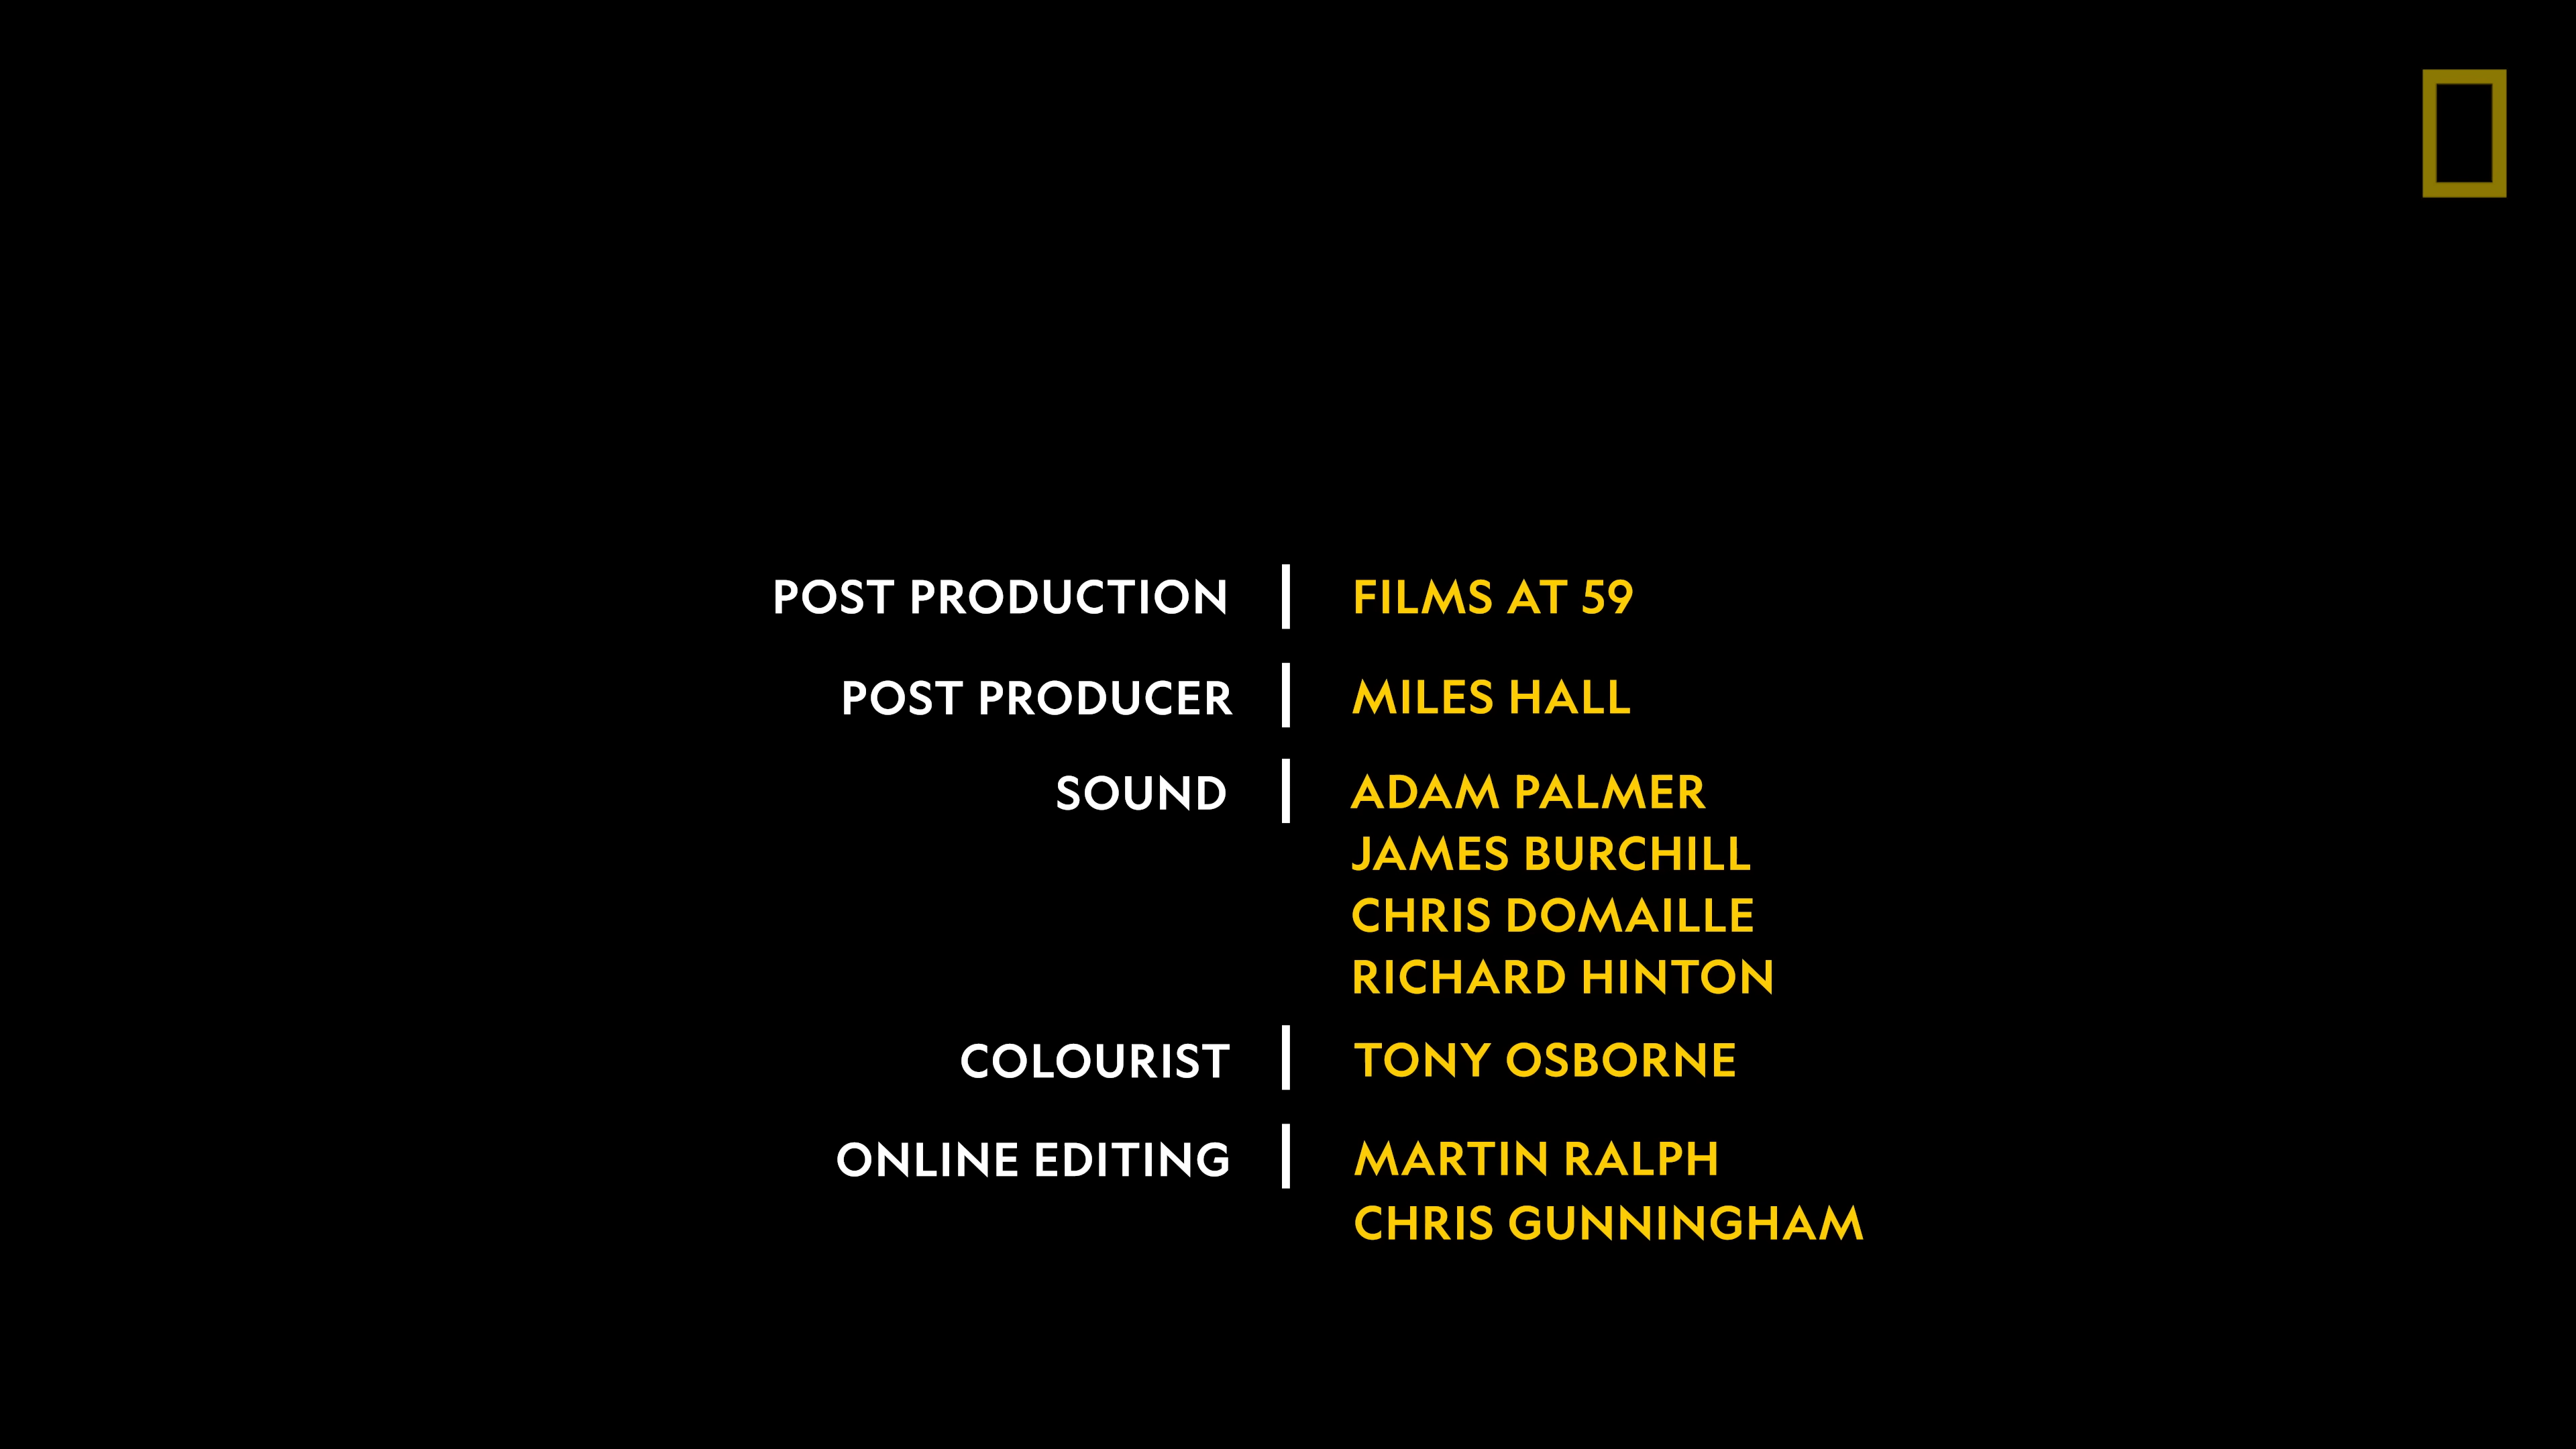 POST PRODUCTION | FILMS AT 59
POST PRODUCER | MILES HALL
SOUND | ADAM PALMER
JAMES BURCHILL
CHRIS DOMAILLE
RICHARD HINTON
COLOURIST | TONY OSBORNE
ONLINE EDITING | MARTIN RALPH
CHRIS GUNNINGHAM